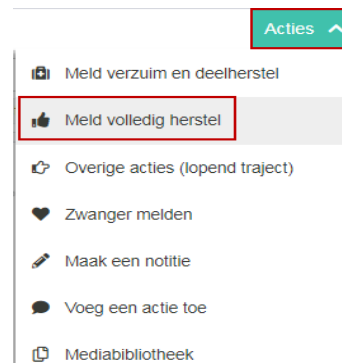 Acties
Meld verzuim en deelherstel
Meld volledig herstel
Overige acties (lopend traject)
Zwanger melden
Maak een notitie
Voeg een actie toe
Mediabibliotheek